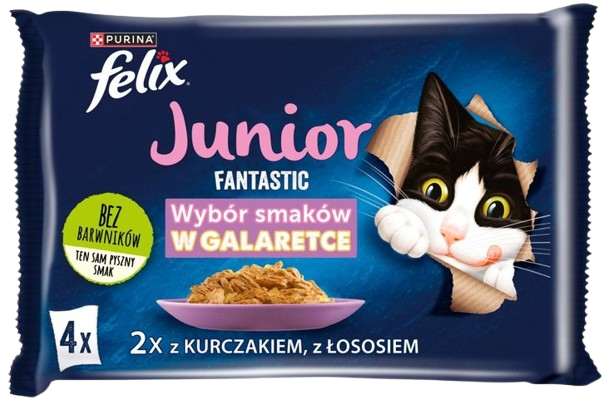 PURINA
felix
Junior
FANTASTIC
Wybór smaków
W GALARETCE
BEZ
BARWNIKÓW
TEN SAM PYSZNY
SMAK
4x
2x z KURCZAKIEM, z ŁOSOSIEM